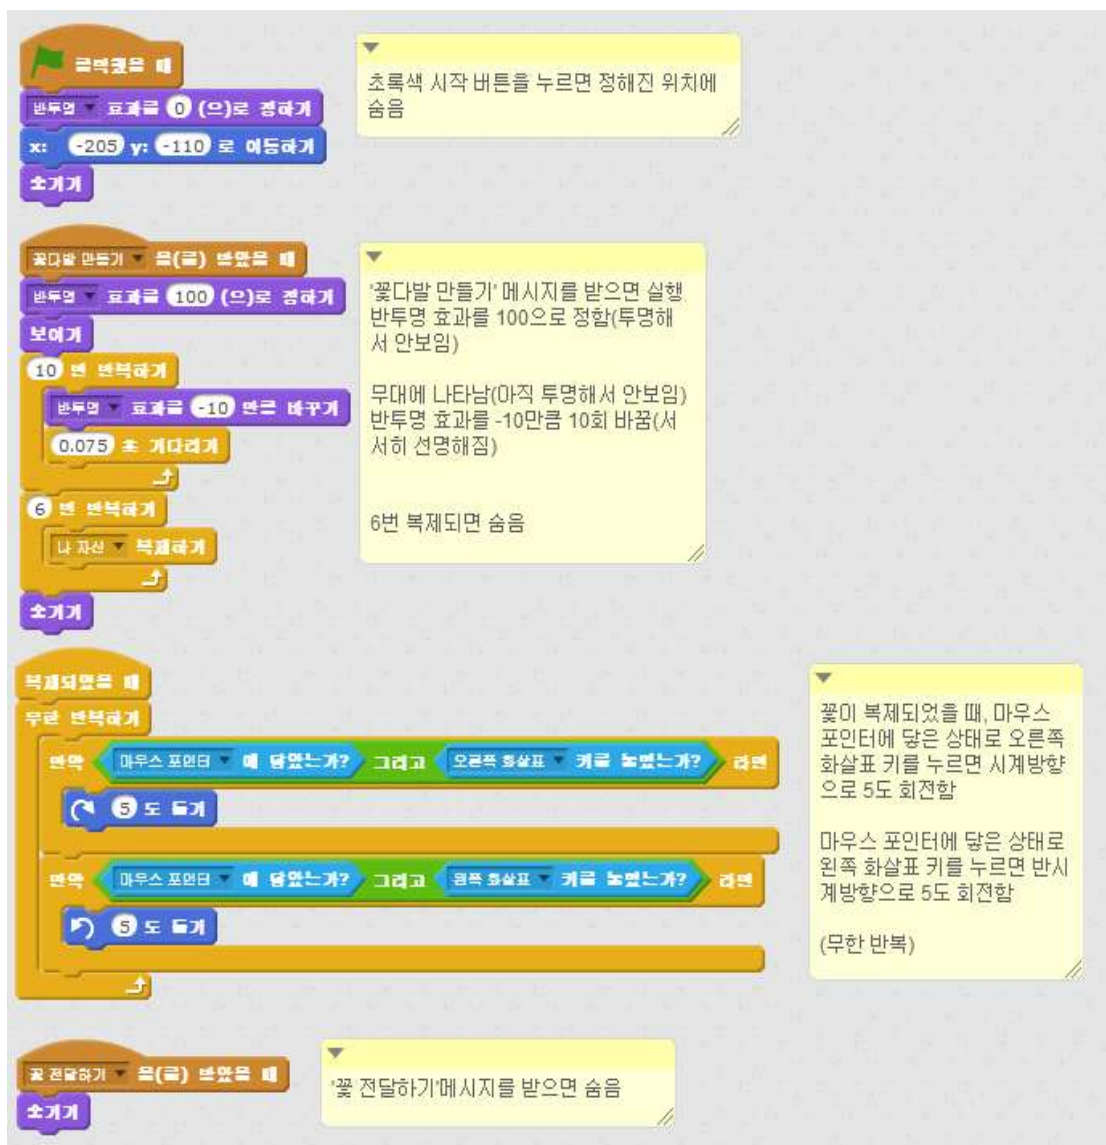 클릭했을 때
반투명 효과를 0 (으)로 정하기
x: -205 y: -110 로 이동하기
숨기기
초록색 시작 버튼을 누르면 정해진 위치에
숨음
꽃다발 만들기 을(를) 받았을 때
반투명 효과를 100 (으)로 정하기
보이기
10 번 반복하기
반투명 효과를 -10 만큼 바꾸기
0.075 초 기다리기
6 번 반복하기
나 자신 복제하기
숨기기
'꽃다발 만들기' 메시지를 받으면 실행
반투명 효과를 100으로 정함(투명해
서 안보임)
무대에 나타남(아직 투명해서 안보임)
반투명 효과를 -10만큼 10회 바꿈(서
서히 선명해짐)
6번 복제되면 숨음
복제되었을 때
무한 반복하기
만약 마우스 포인터 에 닿았는가? 그리고 오른쪽 화살표 키를 눌렀는가? 라면
5 도 돌기
만약 마우스 포인터 에 닿았는가? 그리고 왼쪽 화살표 키를 눌렀는가? 라면
5 도 돌기
꽃이 복제되었을 때, 마우스
포인터에 닿은 상태로 오른쪽
화살표 키를 누르면 시계방향
으로 5도 회전함
마우스 포인터에 닿은 상태로
왼쪽 화살표 키를 누르면 반시
계방향으로 5도 회전함
(무한 반복)
꽃 전달하기 을(를) 받았을 때
숨기기
'꽃 전달하기'메시지를 받으면 숨음